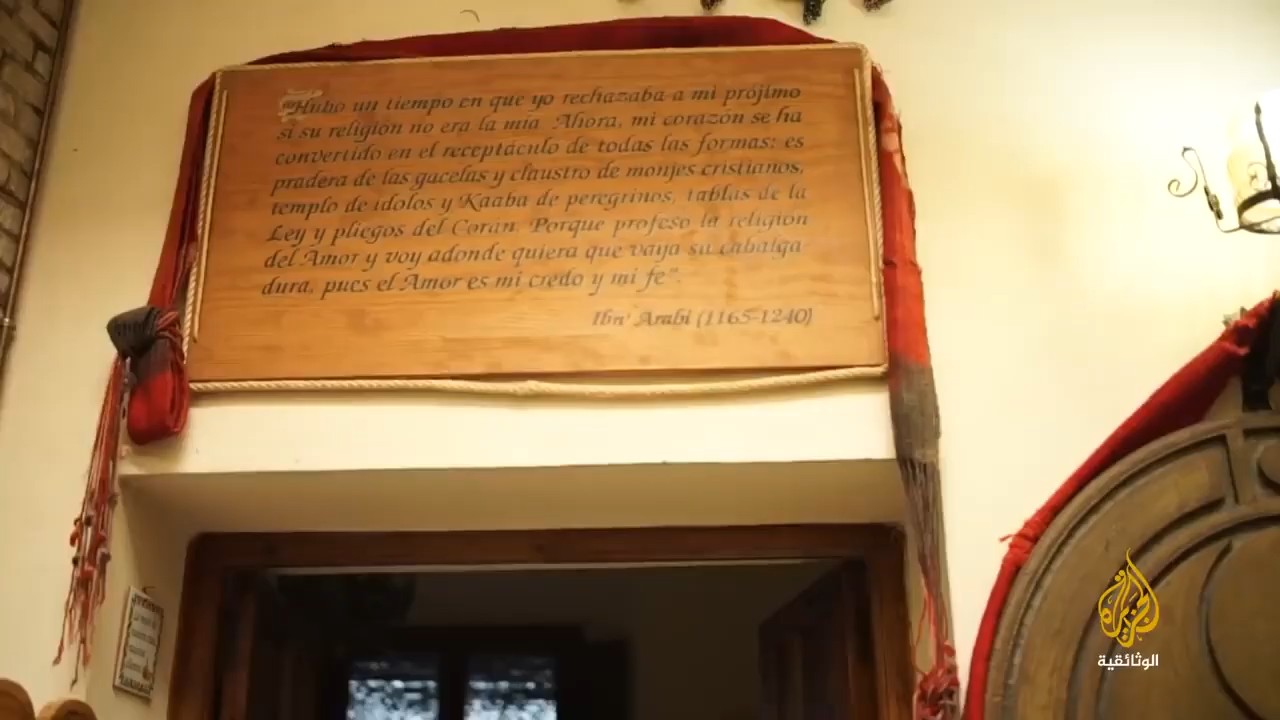 "Hubo un tiempo en que yo rechazaba a mi prójimo
si su religión no era la mía. Ahora, mi corazón se ha
convertido en el receptáculo de todas las formas: es
pradera de las gacelas y claustro de monjes cristianos,
templo de ídolos y Kaaba de peregrinos, tablas de la
Ley y pliegos del Corán. Porque profeso la religión
del Amor y voy adonde quiera que vaya su cabalga-
dura, pues el Amor es mi credo y mi fe".
Ibn' Arabí (1165-1240)
الجزيرة
الوثائقية